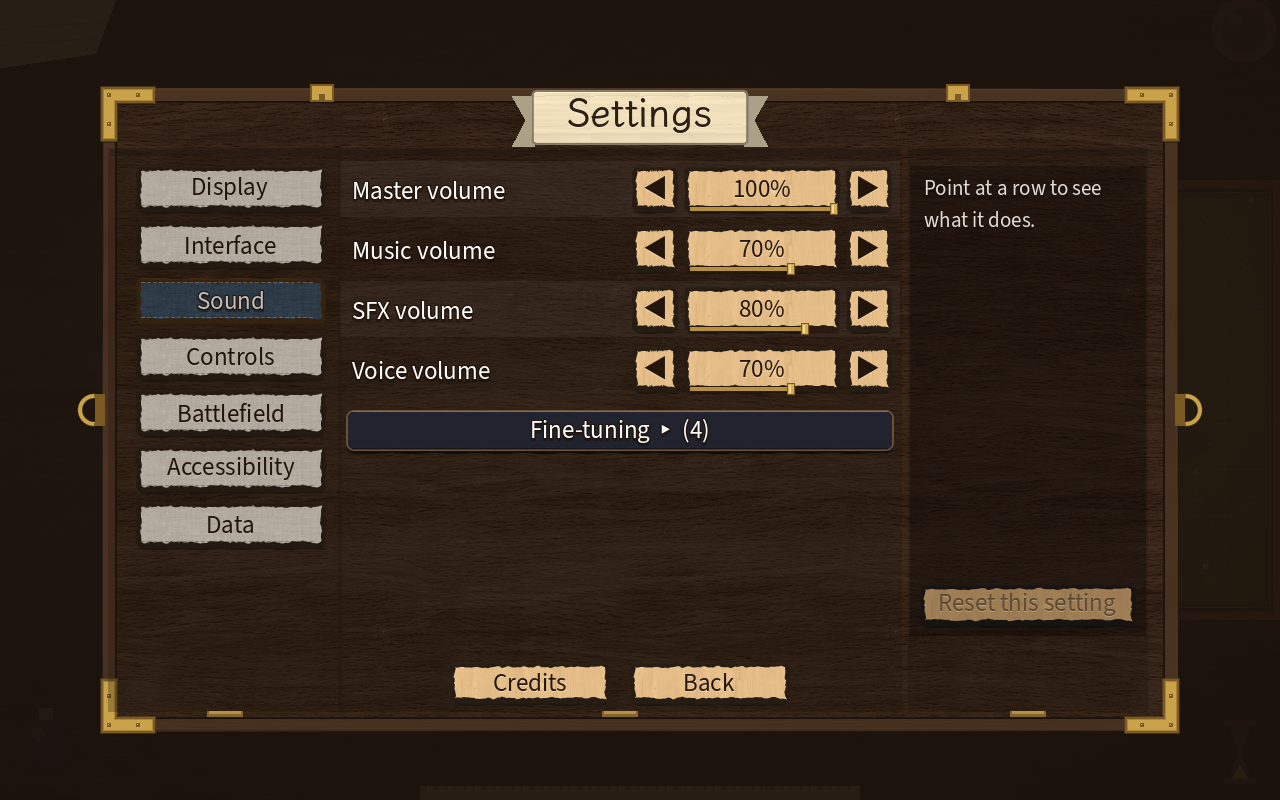 Settings
Display
Interface
Sound
Controls
Battlefield
Accessibility
Data
Master volume 100%
Music volume 70%
SFX volume 80%
Voice volume 70%
Fine-tuning ▸ (4)
Point at a row to see
what it does.
Reset this setting
Credits
Back